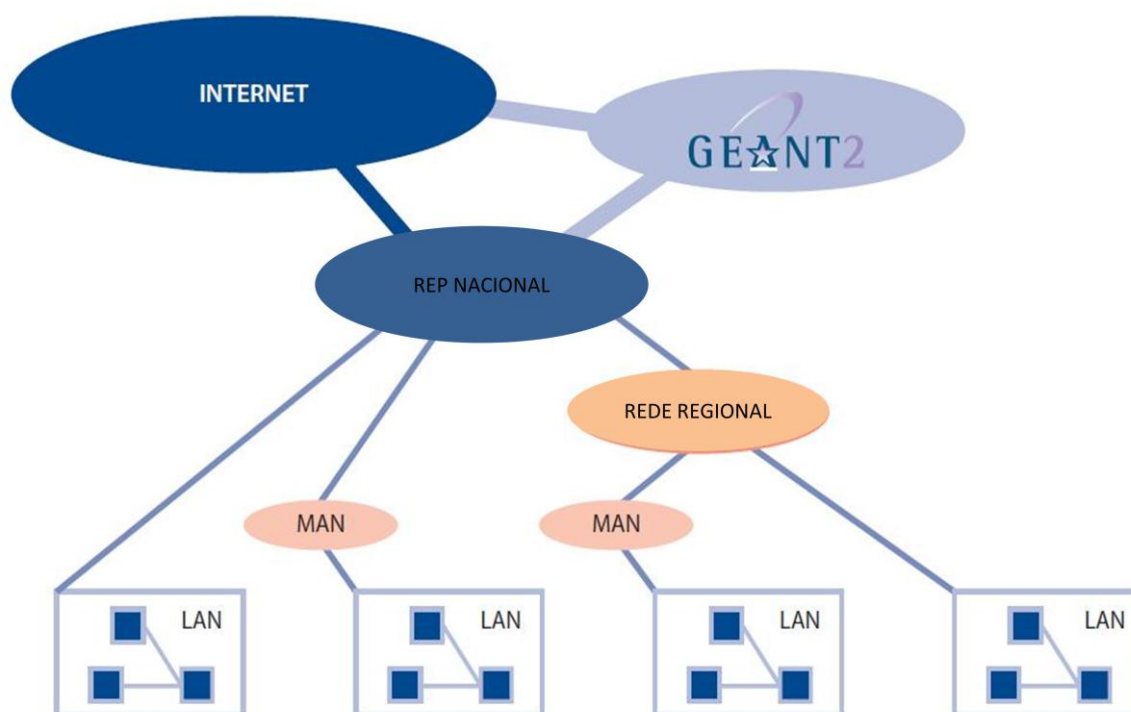 INTERNET
GEANT2
REP NACIONAL
REDE REGIONAL
MAN
MAN
LAN
LAN
LAN
LAN